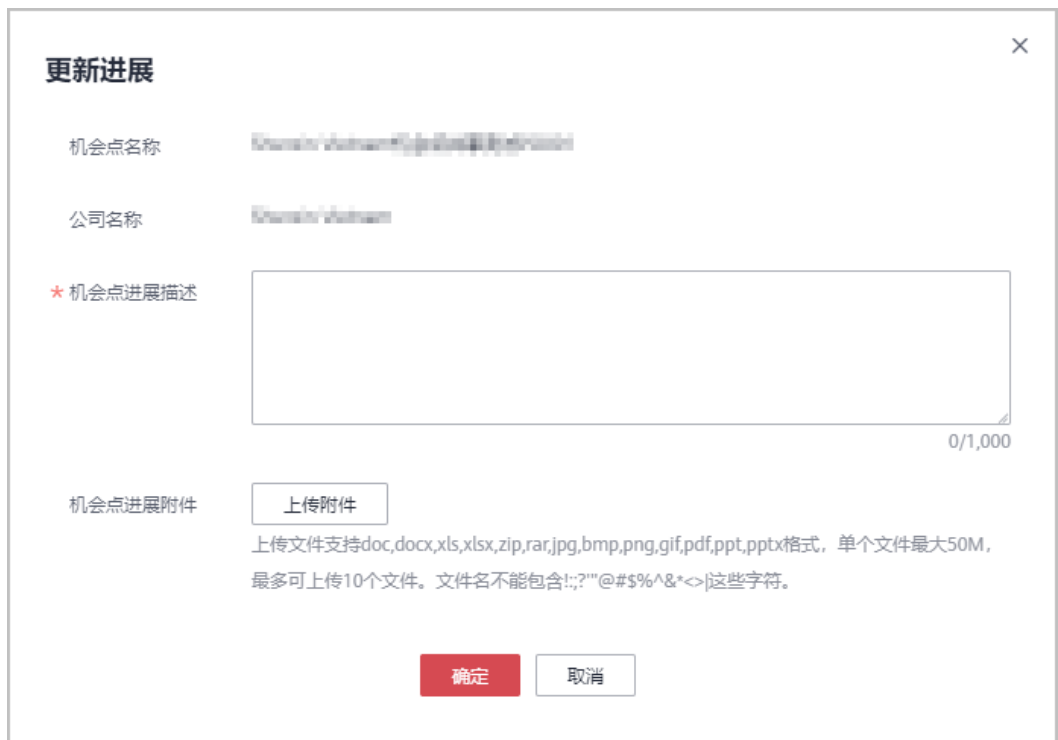 更新进展
机会点名称
公司名称
* 机会点进展描述
0/1,000
机会点进展附件 上传附件
上传文件支持doc,docx,xls,xlsx,zip,rar,jpg,bmp,png,gif,pdf,ppt,pptx格式，单个文件最大50M，
最多可上传10个文件。文件名不能包含!:;?'"@#$%^&*<>|这些字符。
确定 取消